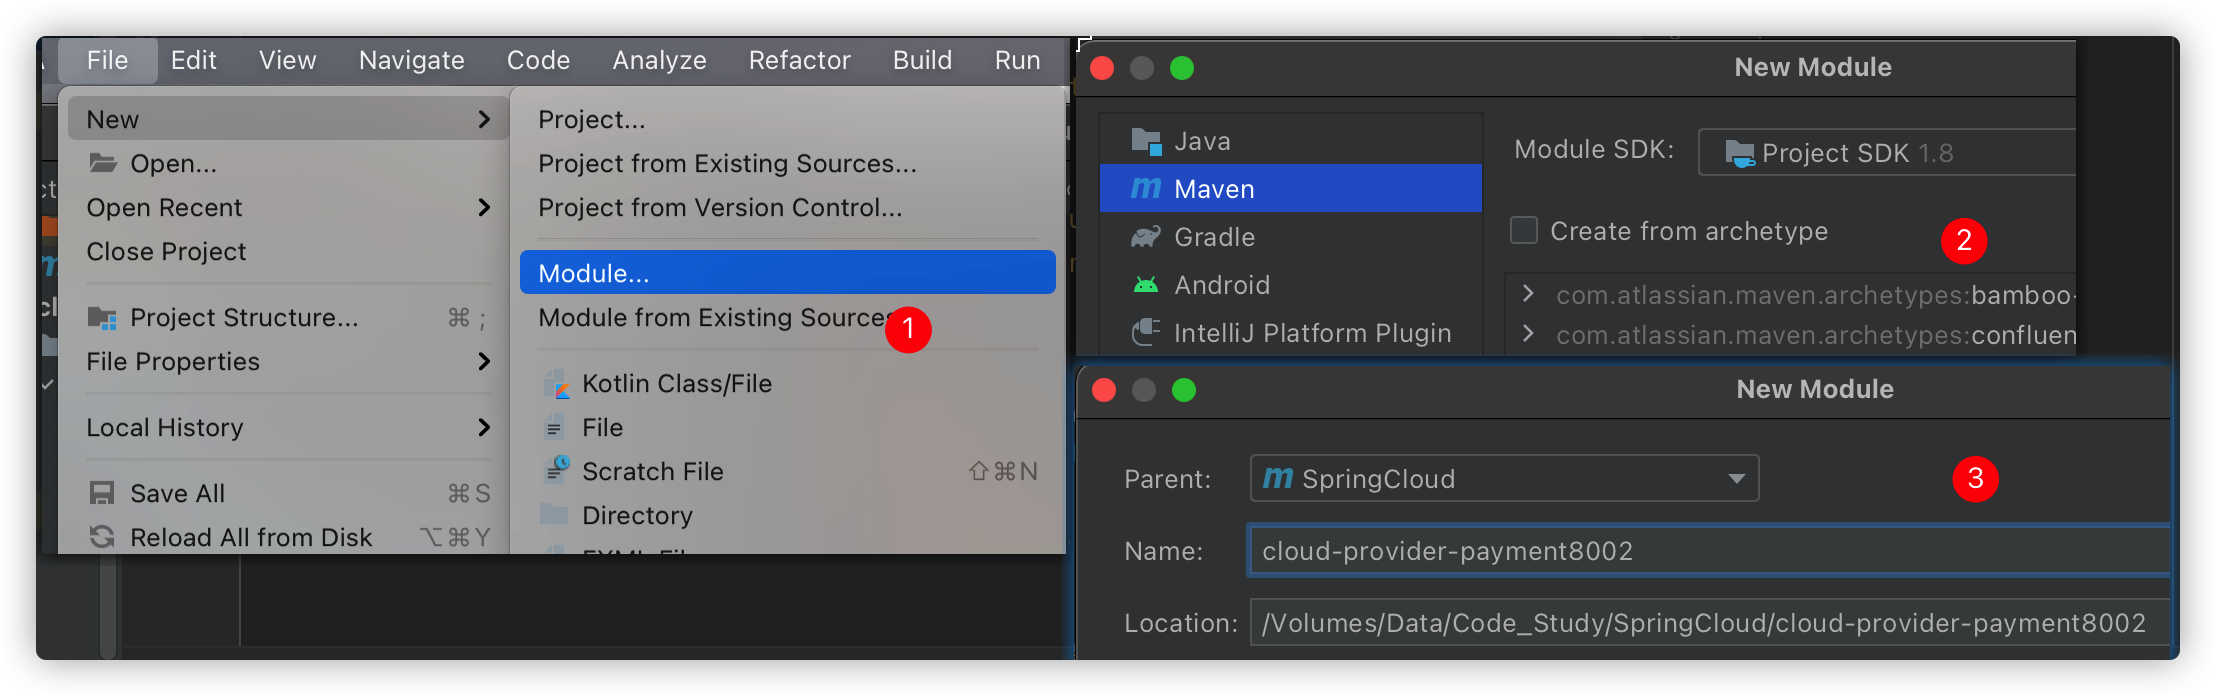 File Edit View Navigate Code Analyze Refactor Build Run
New
Open...
Open Recent
Close Project
Project Structure... ⌘ ;
File Properties
Local History
Save All ⌘ S
Reload All from Disk ⌥⌘Y
Project...
Project from Existing Sources...
Project from Version Control...
Module...
Module from Existing Sources
1
Kotlin Class/File
File
Scratch File ⇧⌘N
Directory
New Module
Java
Maven
Gradle
Android
IntelliJ Platform Plugin
Module SDK: Project SDK 1.8
Create from archetype
2
com.atlassian.maven.archetypes:bamboo-
com.atlassian.maven.archetypes:confluen
New Module
Parent: m SpringCloud
3
Name: cloud-provider-payment8002
Location: /Volumes/Data/Code_Study/SpringCloud/cloud-provider-payment8002